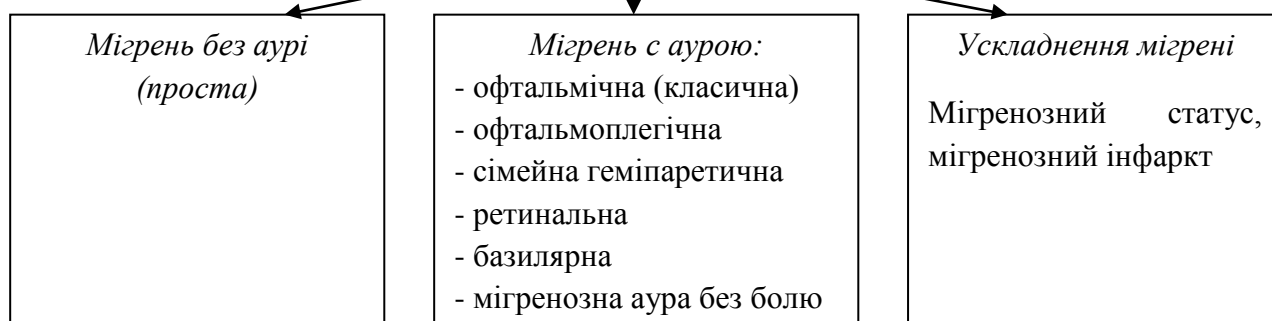 Мігрень без аурі
(проста)
Мігрень с аурою:
- офтальмічна (класична)
- офтальмоплегічна
- сімейна геміпаретична
- ретинальна
- базилярна
- мігренозна аура без болю
Ускладнення мігрені
Мігренозний статус,
мігренозний інфаркт